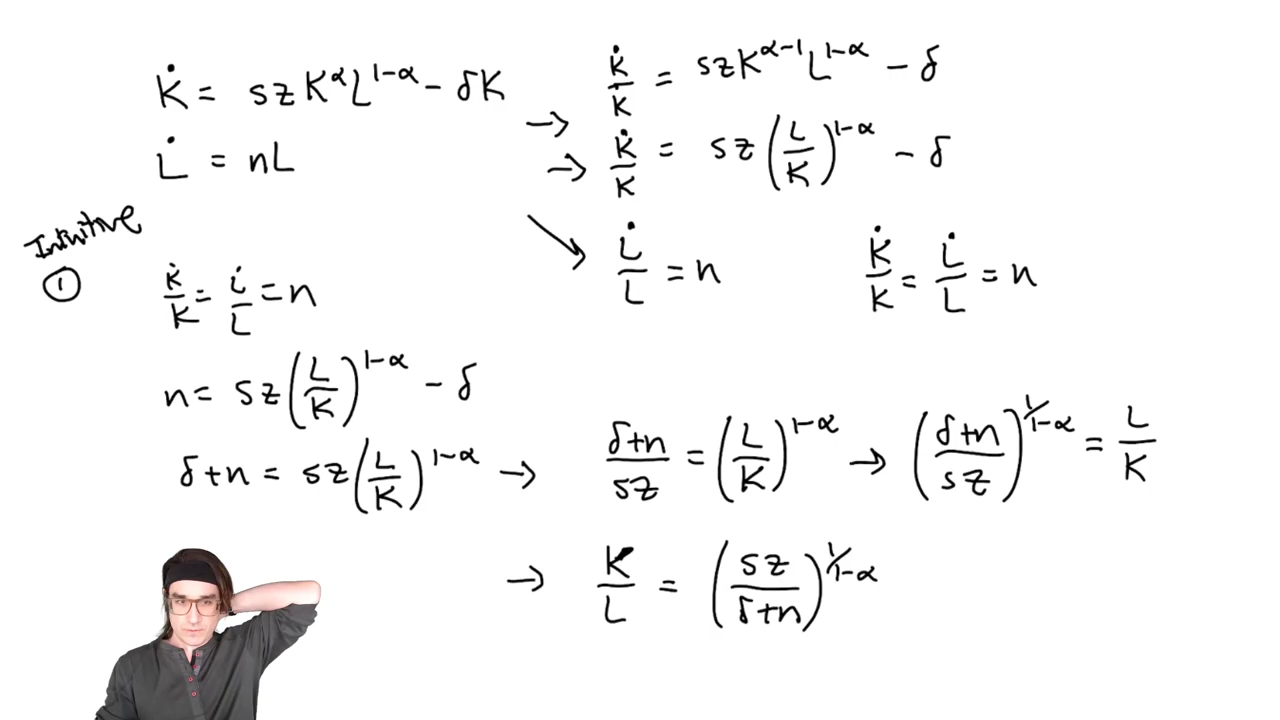 K̇ = szK^α L^{1-α} - δK
L̇ = nL
→ K̇/K = szK^{α-1} L^{1-α} - δ
→ K̇/K = sz(L/K)^{1-α} - δ
↘ L̇/L = n
K̇/K = L̇/L = n
Intuitive
①
K̇/K = L̇/L = n
n = sz(L/K)^{1-α} - δ
δ+n = sz(L/K)^{1-α} → (δ+n)/sz = (L/K)^{1-α} → ((δ+n)/sz)^{1/1-α} = L/K
→ K/L = (sz/(δ+n))^{1/1-α}